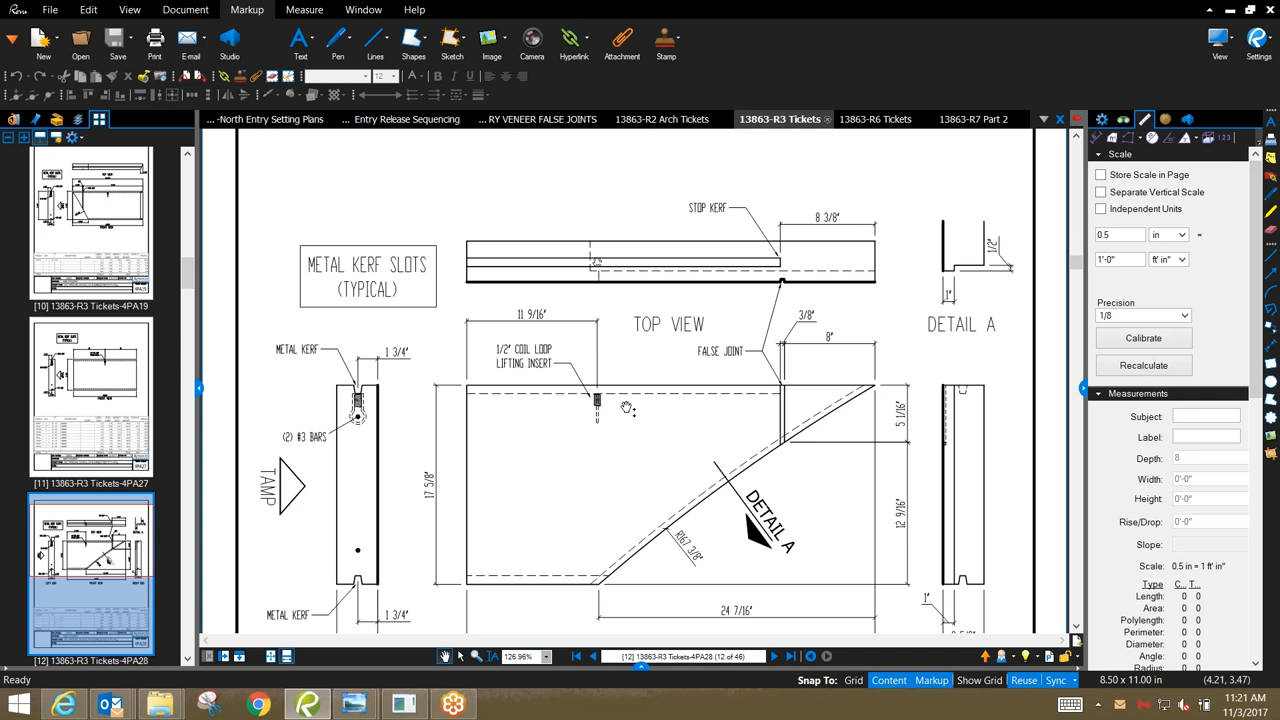 Revu File Edit View Document Markup Measure Window Help
New Open Save Print E-mail Studio Text Pen Lines Shapes Sketch Image Hyperlink Camera Attachment Stamp View Settings
12
...-North Entry Setting Plans ... Entry Release Sequencing ... RY VENEER FALSE JOINTS 13863-R2 Arch Tickets 13863-R3 Tickets 13863-R6 Tickets 13863-R7 Part 2
[10] 13863-R3 Tickets-4PA19
[11] 13863-R3 Tickets-4PA27
[12] 13863-R3 Tickets-4PA28
STOP KERF
8 3/8"
METAL KERF SLOTS
(TYPICAL)
1/2"
1"
11 9/16"
TOP VIEW
3/8"
DETAIL A
8"
METAL KERF
1 3/4"
1/2" COIL LOOP
LIFTING INSERT
FALSE JOINT
5 1/16"
(2) #3 BARS
TAMP
17 5/8"
DETAIL A
12 9/16"
R167 3/8"
METAL KERF
1 3/4"
24 7/16"
1"
Scale
Store Scale in Page
Separate Vertical Scale
Independent Units
0.5 in =
1'-0" ft' in"
Precision
1/8
Calibrate
Recalculate
Measurements
Subject:
Label:
Depth: 8
Width: 0'-0"
Height: 0'-0"
Rise/Drop: 0'-0"
Slope:
Scale: 0.5 in = 1 ft' in"
Type C... T...
Length: 0 0
Area: 0 0
Polylength: 0 0
Perimeter: 0 0
Diameter: 0 0
Angle: 0 0
126.96% [12] 13863-R3 Tickets-4PA28 (12 of 46)
Ready Snap To: Grid Content Markup Show Grid Reuse Sync 8.50 x 11.00 in (4.21, 3.47)
11:21 AM
11/3/2017